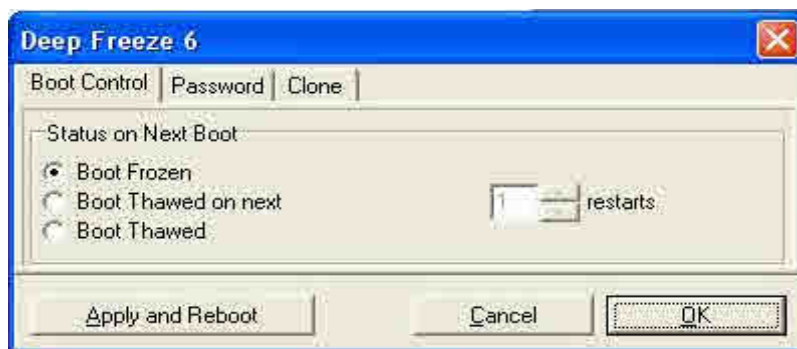 Deep Freeze 6
Boot Control Password Clone
Status on Next Boot
Boot Frozen
Boot Thawed on next 1 restarts
Boot Thawed
Apply and Reboot Cancel OK